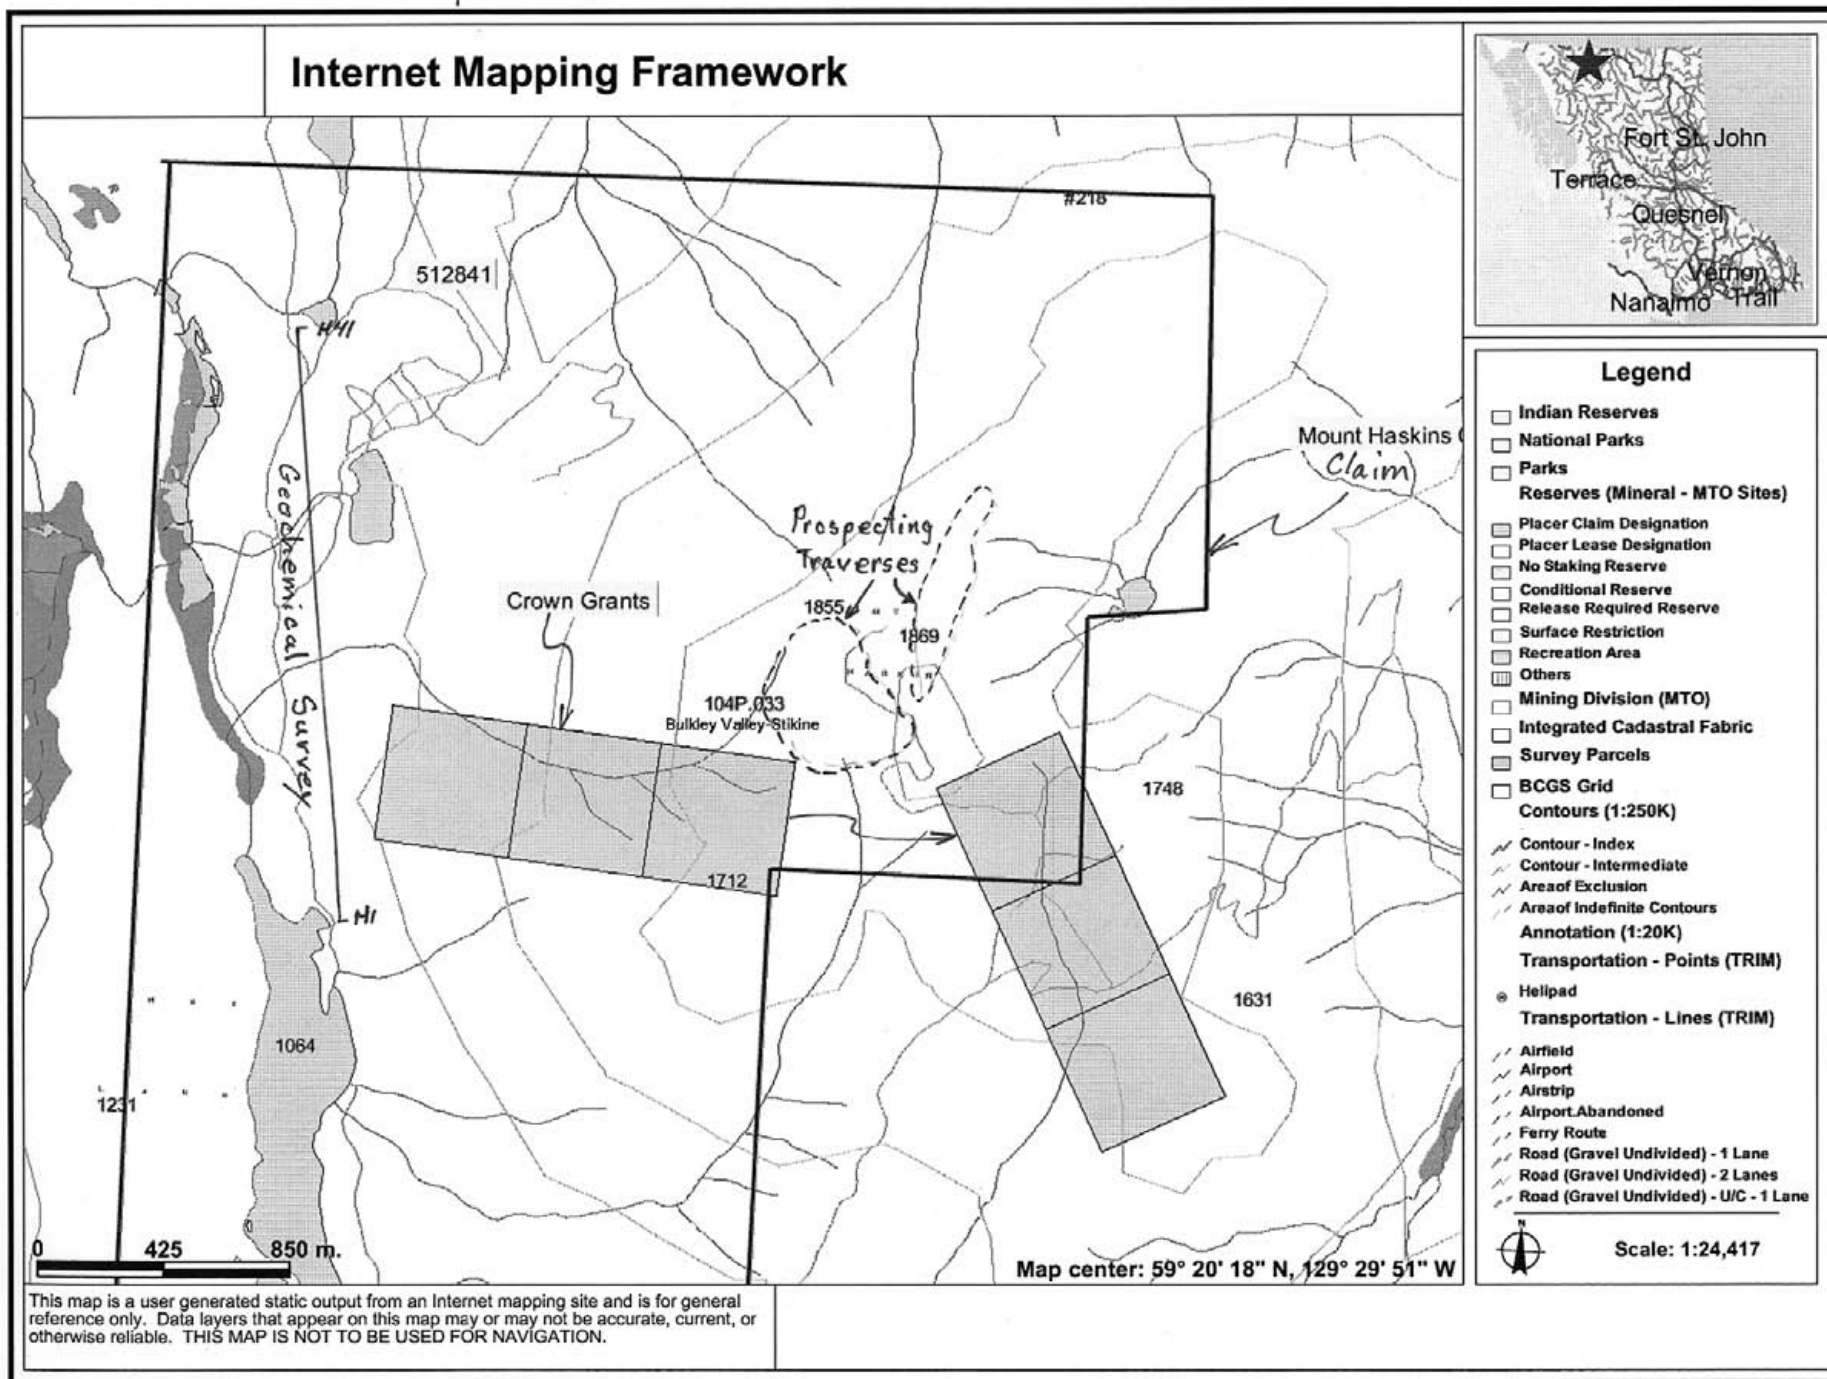 Internet Mapping Framework
#218
512841
H41
Mount Haskins
Claim
Geochemical Survey
Prospecting
Traverses
Crown Grants
1855
1869
104P.033
Bulkley Valley-Stikine
1748
1712
H1
1631
1064
1231
0 425 850 m.
Map center: 59° 20' 18" N, 129° 29' 51" W
This map is a user generated static output from an Internet mapping site and is for general
reference only. Data layers that appear on this map may or may not be accurate, current, or
otherwise reliable. THIS MAP IS NOT TO BE USED FOR NAVIGATION.
Fort St. John
Terrace
Quesnel
Vernon
Nanaimo Trail
Legend
Indian Reserves
National Parks
Parks
Reserves (Mineral - MTO Sites)
Placer Claim Designation
Placer Lease Designation
No Staking Reserve
Conditional Reserve
Release Required Reserve
Surface Restriction
Recreation Area
Others
Mining Division (MTO)
Integrated Cadastral Fabric
Survey Parcels
BCGS Grid
Contours (1:250K)
Contour - Index
Contour - Intermediate
Areaof Exclusion
Areaof Indefinite Contours
Annotation (1:20K)
Transportation - Points (TRIM)
Helipad
Transportation - Lines (TRIM)
Airfield
Airport
Airstrip
Airport.Abandoned
Ferry Route
Road (Gravel Undivided) - 1 Lane
Road (Gravel Undivided) - 2 Lanes
Road (Gravel Undivided) - U/C - 1 Lane
N
Scale: 1:24,417